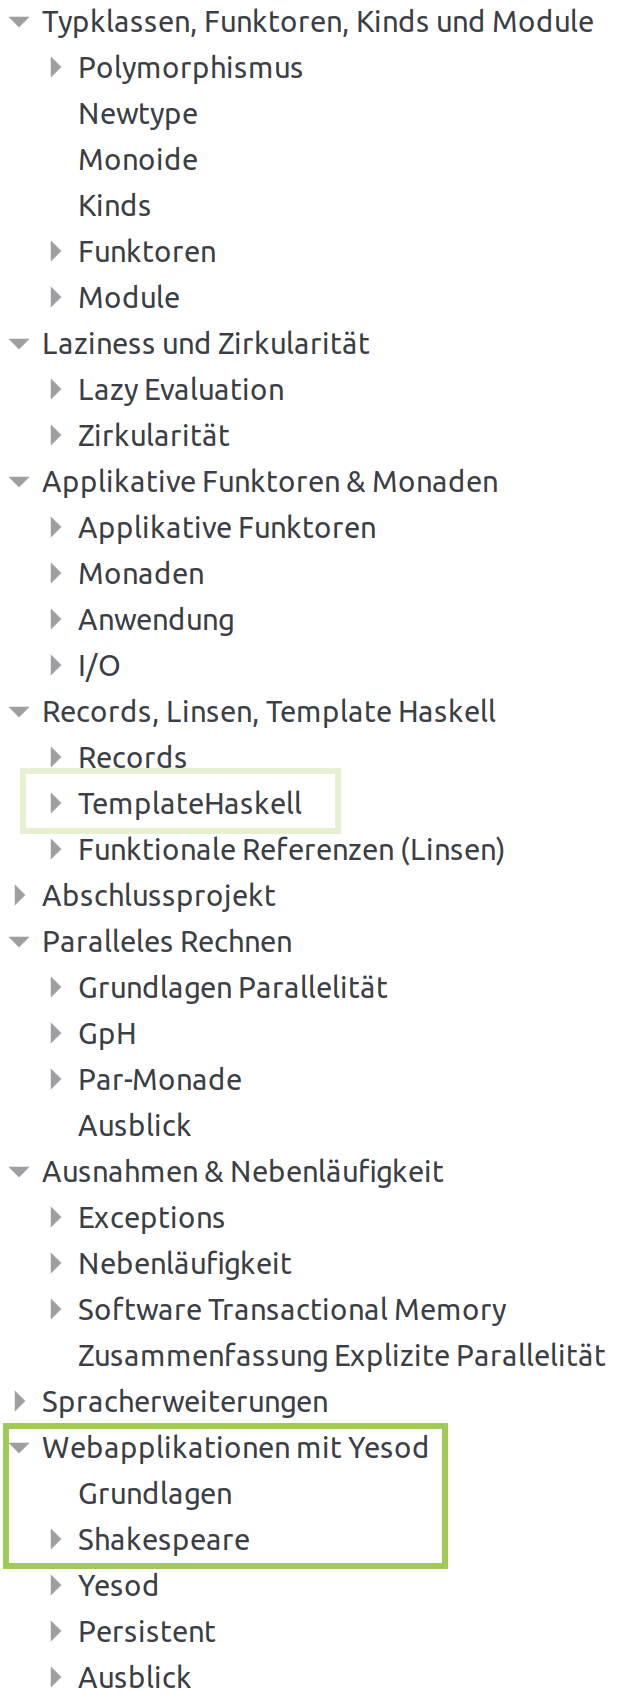 Typklassen, Funktoren, Kinds und Module
Polymorphismus
Newtype
Monoide
Kinds
Funktoren
Module
Laziness und Zirkularität
Lazy Evaluation
Zirkularität
Applikative Funktoren & Monaden
Applikative Funktoren
Monaden
Anwendung
I/O
Records, Linsen, Template Haskell
Records
TemplateHaskell
Funktionale Referenzen (Linsen)
Abschlussprojekt
Paralleles Rechnen
Grundlagen Parallelität
GpH
Par-Monade
Ausblick
Ausnahmen & Nebenläufigkeit
Exceptions
Nebenläufigkeit
Software Transactional Memory
Zusammenfassung Explizite Parallelität
Spracherweiterungen
Webapplikationen mit Yesod
Grundlagen
Shakespeare
Yesod
Persistent
Ausblick